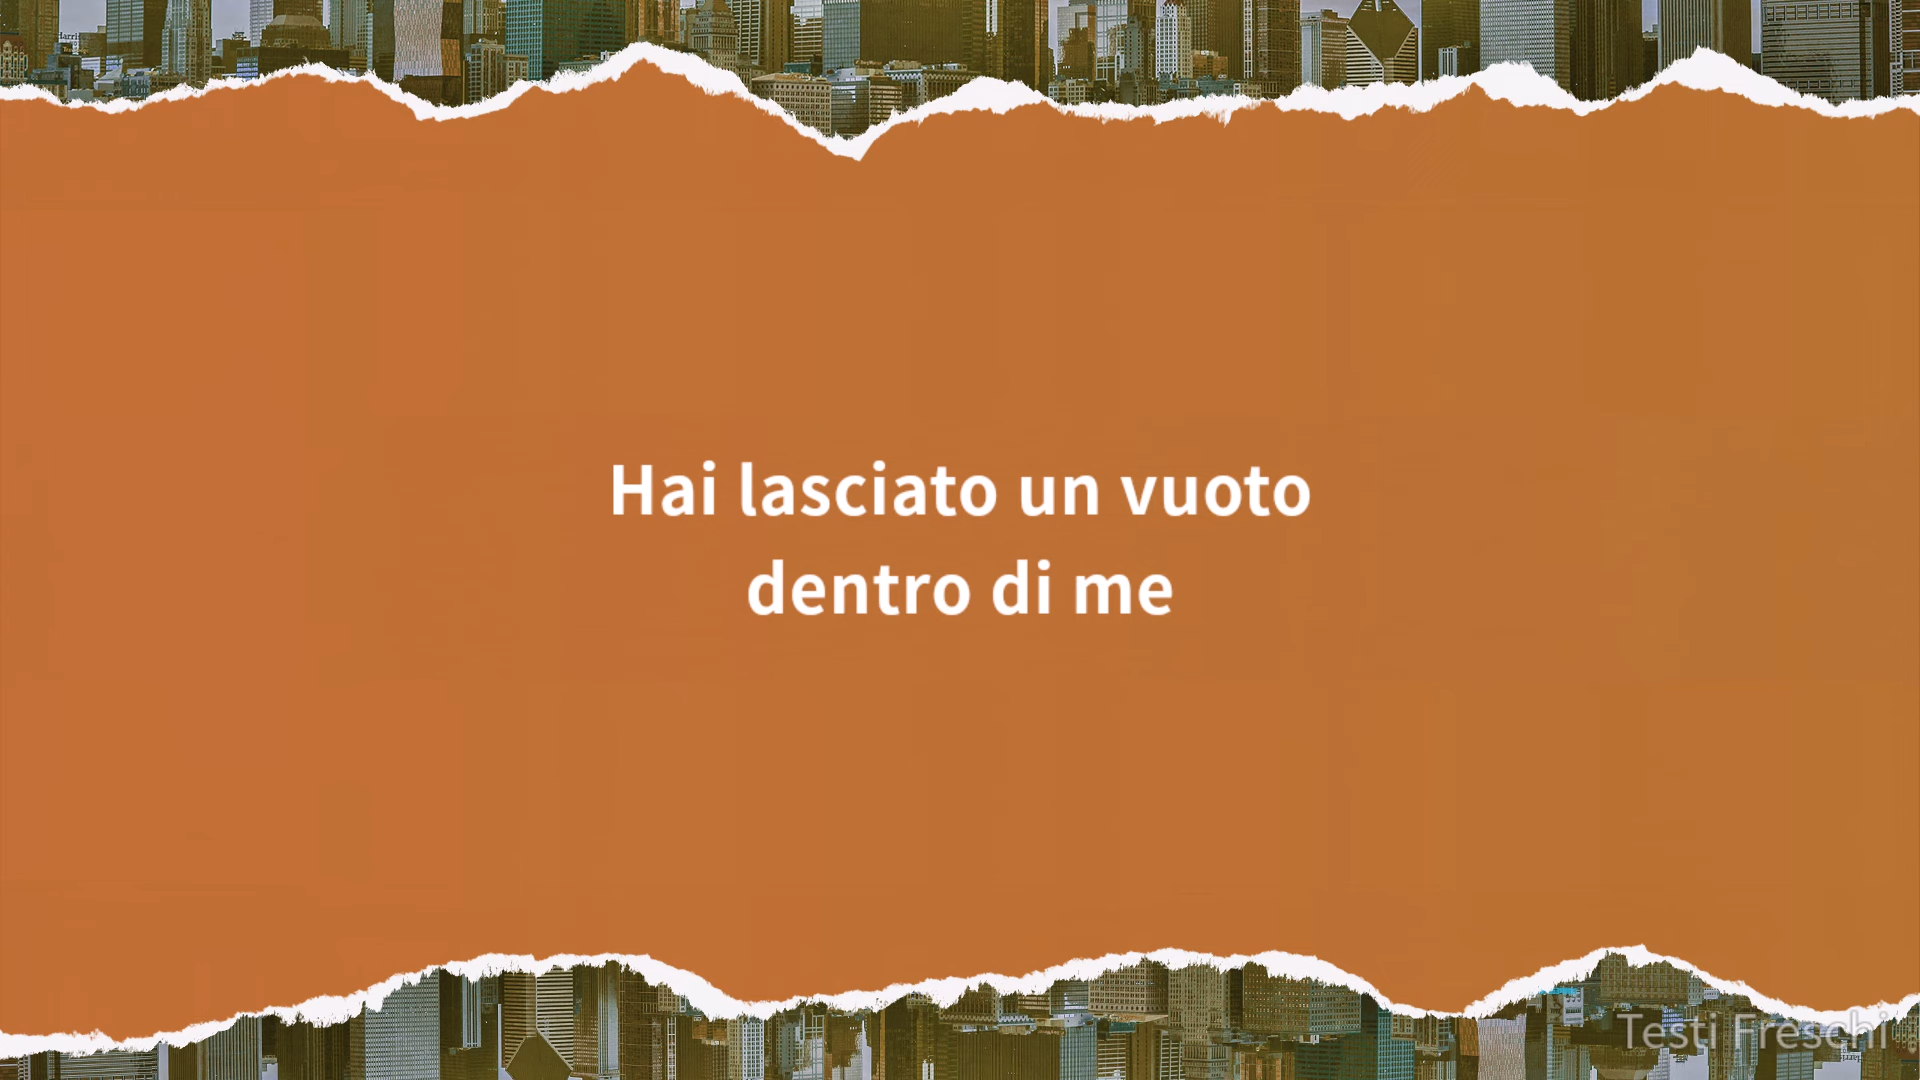 Hai lasciato un vuoto
dentro di me
Testi Freschi